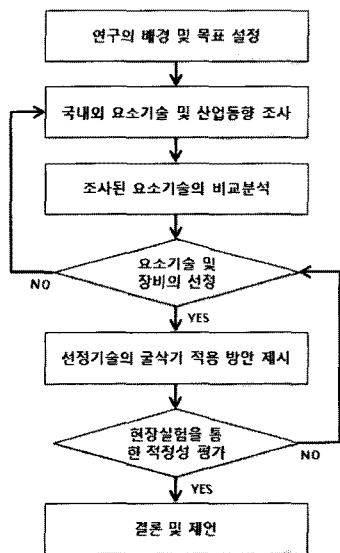 연구의 배경 및 목표 설정
국내외 요소기술 및 산업동향 조사
조사된 요소기술의 비교분석
요소기술 및
장비의 선정
NO
YES
선정기술의 굴삭기 적용 방안 제시
현장실험을 통
한 적정성 평가
NO
YES
결론 및 제언